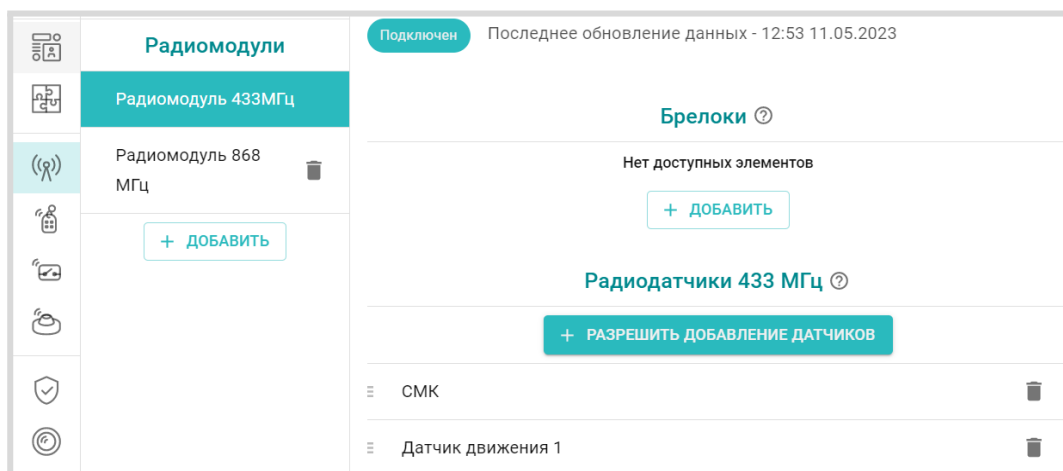 Радиомодули
Радиомодуль 433МГц
Радиомодуль 868
МГц
+ ДОБАВИТЬ
Подключен
Последнее обновление данных - 12:53 11.05.2023
Брелоки ?
Нет доступных элементов
+ ДОБАВИТЬ
Радиодатчики 433 МГц ?
+ РАЗРЕШИТЬ ДОБАВЛЕНИЕ ДАТЧИКОВ
СМК
Датчик движения 1